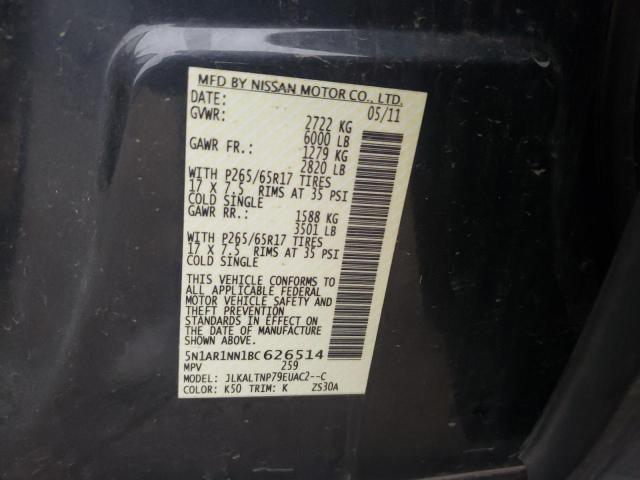 MFD BY NISSAN MOTOR CO., LTD.
DATE: 05/11
GVWR: 2722 KG
6000 LB
GAWR FR.: 1279 KG
2820 LB
WITH P265/65R17 TIRES
17 X 7.5 RIMS AT 35 PSI
COLD SINGLE
GAWR RR.: 1588 KG
3501 LB
WITH P265/65R17 TIRES
17 X 7.5 RIMS AT 35 PSI
COLD SINGLE
THIS VEHICLE CONFORMS TO
ALL APPLICABLE FEDERAL
MOTOR VEHICLE SAFETY AND
THEFT PREVENTION
STANDARDS IN EFFECT ON
THE DATE OF MANUFACTURE
SHOWN ABOVE.
5N1AR1NN1BC626514
MPV 259
MODEL: JLKALTNP79EUAC2--C
COLOR: K50 TRIM: K ZS30A